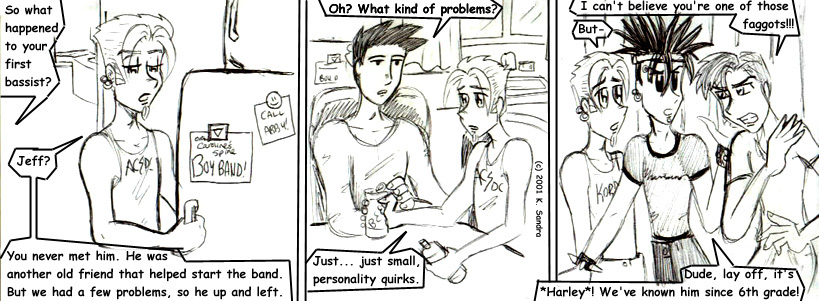 So what
happened
to your
first
bassist?
Jeff?
You never met him. He was
another old friend that helped start the band.
But we had a few problems, so he up and left.
AC/DC
BOY BAND!
CALL
ABBY!
Oh? What kind of problems?
AC/DC
Just... just small,
personality quirks.
(c) 2001 K. Sandra
I can't believe you're one of those
faggots!!!
But-
KORN
Dude, lay off, it's
*Harley*! We've known him since 6th grade!